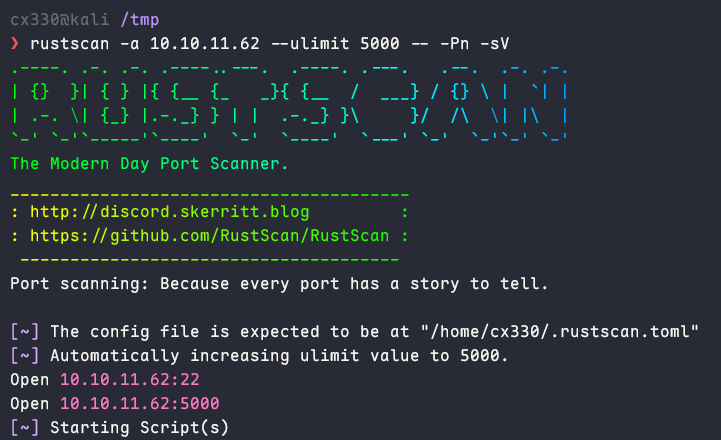 cx330@kali /tmp
❯ rustscan -a 10.10.11.62 --ulimit 5000 -- -Pn -sV
.----. .-. .-. .----..---.  .----. .---.   .--.  .-. .-.
| {}  }| { } |{ {__ {_   _}{ {__  /  ___} / {} \ |  `| |
| .-. \| {_} |.-._} } | |  .-._} }\     }/  /\  \| |\  |
`-' `-'`-----'`----'  `-'  `----'  `---' `-'  `-'`-' `-'
The Modern Day Port Scanner.
________________________________________
: http://discord.skerritt.blog         :
: https://github.com/RustScan/RustScan :
 --------------------------------------
Port scanning: Because every port has a story to tell.

[~] The config file is expected to be at "/home/cx330/.rustscan.toml"
[~] Automatically increasing ulimit value to 5000.
Open 10.10.11.62:22
Open 10.10.11.62:5000
[~] Starting Script(s)